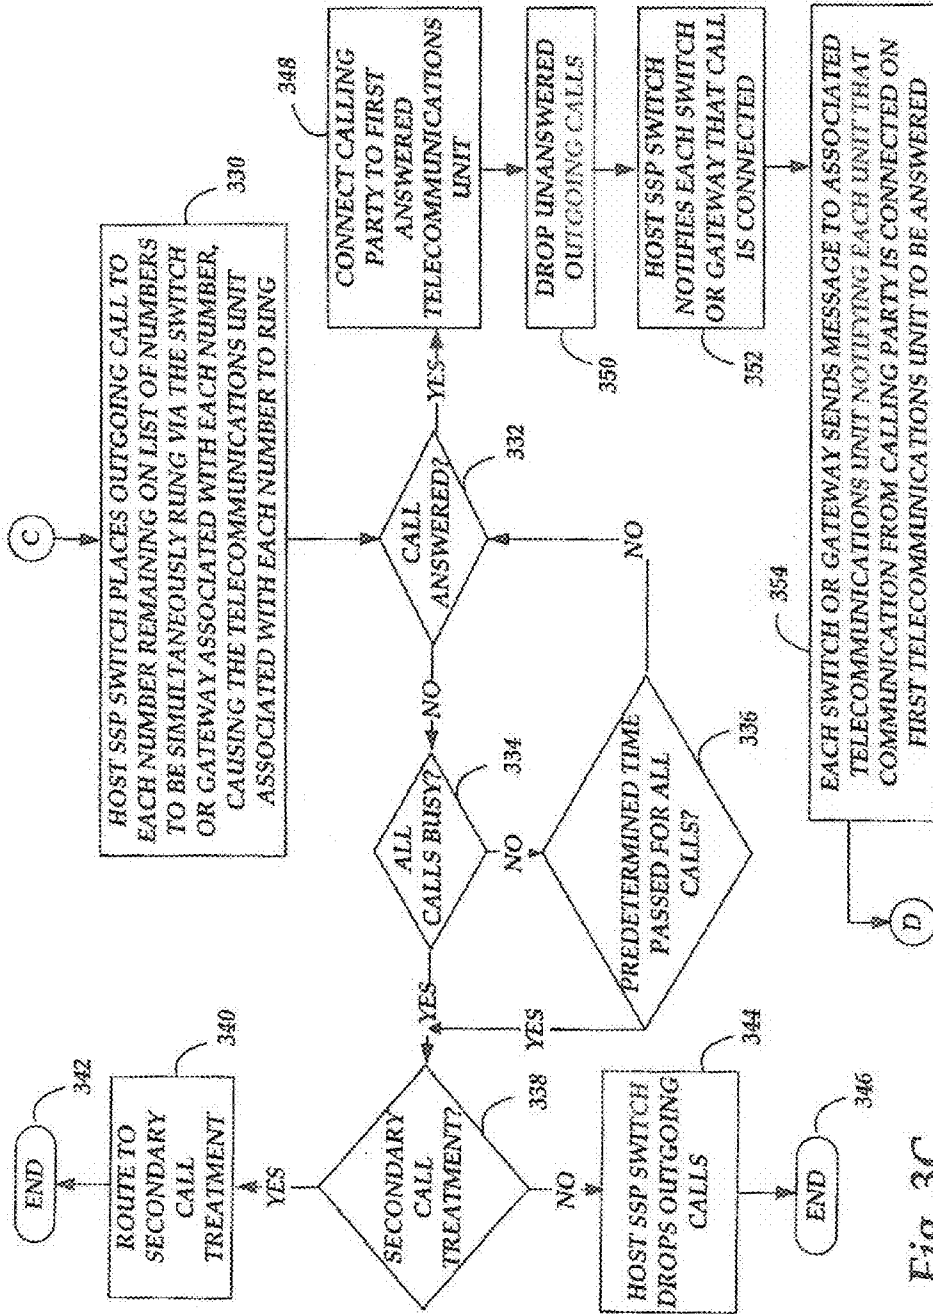 C
330
HOST SSP SWITCH PLACES OUTGOING CALL TO
EACH NUMBER REMAINING ON LIST OF NUMBERS
TO BE SIMULTANEOUSLY RUNG VIA THE SWITCH
OR GATEWAY ASSOCIATED WITH EACH NUMBER,
CAUSING THE TELECOMMUNICATIONS UNIT
ASSOCIATED WITH EACH NUMBER TO RING
342
END
340
ROUTE TO
SECONDARY
CALL
TREATMENT
YES
338
SECONDARY
CALL
TREATMENT?
YES
334
ALL
CALLS BUSY?
NO
332
CALL
ANSWERED?
YES
348
CONNECT CALLING
PARTY TO FIRST
ANSWERED
TELECOMMUNICATIONS
UNIT
NO
344
HOST SSP SWITCH
DROPS OUTGOING
CALLS
346
END
YES
NO
336
PREDETERMINED TIME
PASSED FOR ALL
CALLS?
NO
350
DROP UNANSWERED
OUTGOING CALLS
352
HOST SSP SWITCH
NOTIFIES EACH SWITCH
OR GATEWAY THAT CALL
IS CONNECTED
354
EACH SWITCH OR GATEWAY SENDS MESSAGE TO ASSOCIATED
TELECOMMUNICATIONS UNIT NOTIFYING EACH UNIT THAT
COMMUNICATION FROM CALLING PARTY IS CONNECTED ON
FIRST TELECOMMUNICATIONS UNIT TO BE ANSWERED
D
Fig. 3C